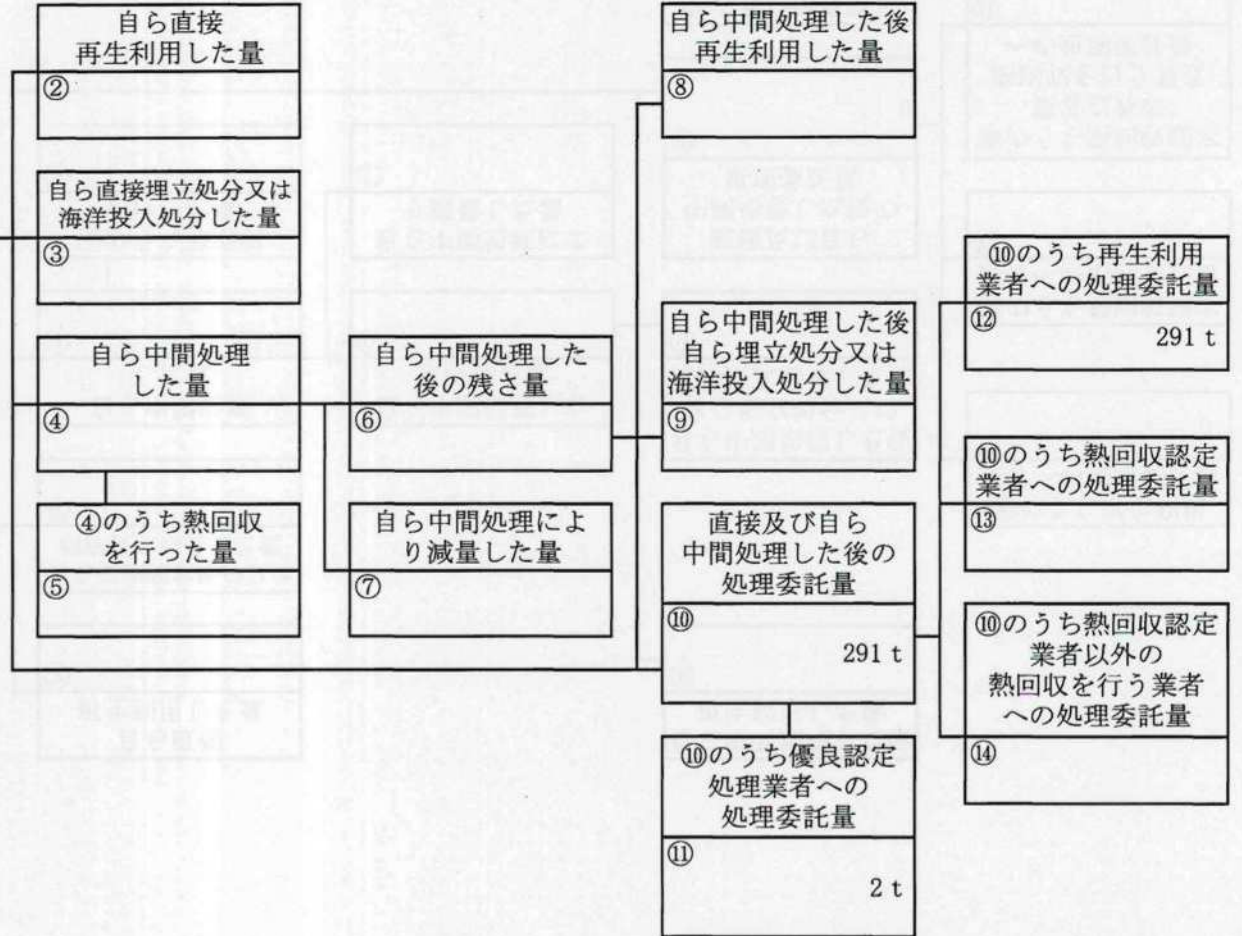 自ら直接
再生利用した量
②
自ら直接埋立処分又は
海洋投入処分した量
③
自ら中間処理
した量
④
④のうち熱回収
を行った量
⑤
自ら中間処理した
後の残さ量
⑥
自ら中間処理によ
り減量した量
⑦
自ら中間処理した後
再生利用した量
⑧
自ら中間処理した後
自ら埋立処分又は
海洋投入処分した量
⑨
直接及び自ら
中間処理した後の
処理委託量
⑩
291 t
⑩のうち優良認定
処理業者への
処理委託量
⑪
2 t
⑩のうち再生利用
業者への処理委託量
⑫
291 t
⑩のうち熱回収認定
業者への処理委託量
⑬
⑩のうち熱回収認定
業者以外の
熱回収を行う業者
への処理委託量
⑭